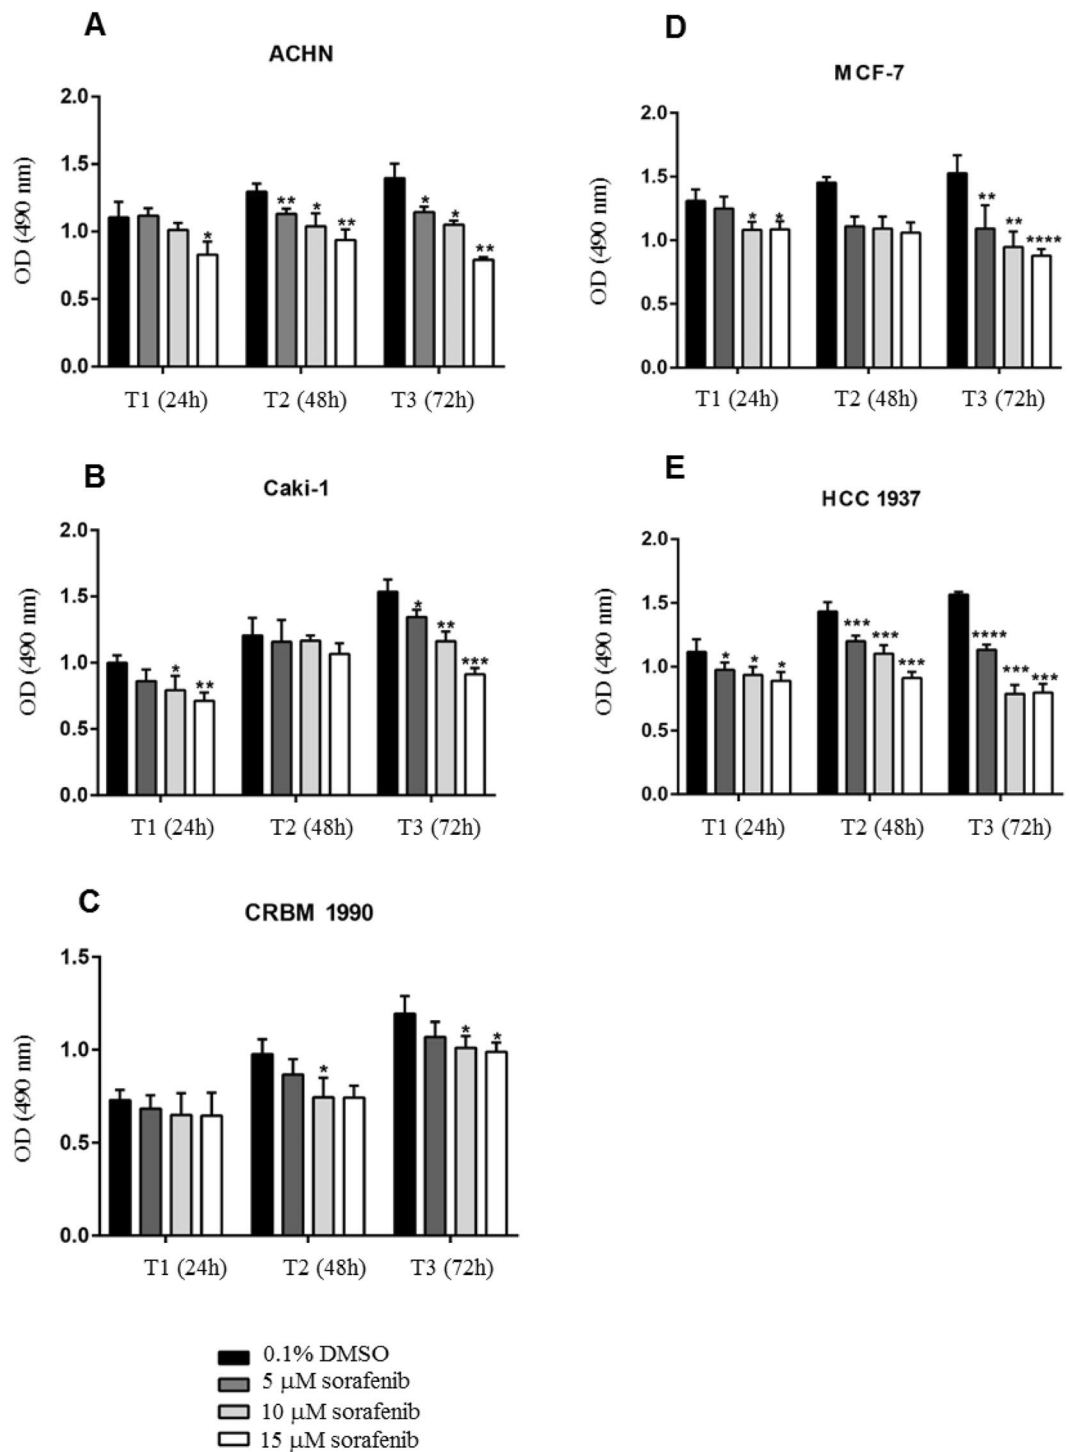 A
ACHN
2.0
1.5
1.0
0.5
0.0
OD (490 nm)
*
** * **
* * **
T1 (24h) T2 (48h) T3 (72h)
B
Caki-1
2.0
1.5
1.0
0.5
0.0
OD (490 nm)
* **
* ** ***
T1 (24h) T2 (48h) T3 (72h)
C
CRBM 1990
1.5
1.0
0.5
0.0
OD (490 nm)
*
* *
T1 (24h) T2 (48h) T3 (72h)
D
MCF-7
2.0
1.5
1.0
0.5
0.0
OD (490 nm)
* *
** ** ****
T1 (24h) T2 (48h) T3 (72h)
E
HCC 1937
2.0
1.5
1.0
0.5
0.0
OD (490 nm)
* * *
*** *** ***
**** *** ***
T1 (24h) T2 (48h) T3 (72h)
0.1% DMSO
5 μM sorafenib
10 μM sorafenib
15 μM sorafenib